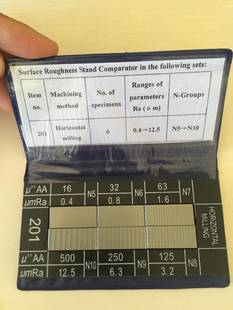 Surface Roughness Stand Comparator in the following sets:
Item no. Machining method No. of specimens Ranges of parameters Ra (υm) N-Groups
201 Horizontal milling 6 0.4→12.5 N5→N10
µ"AA 16 N5 32 N6 63 N7
µmRa 0.4 0.8 1.6
201
HORIZONTAL MILLING
µ"AA 500 N10 250 N9 125 N8
µmRa 12.5 6.3 3.2